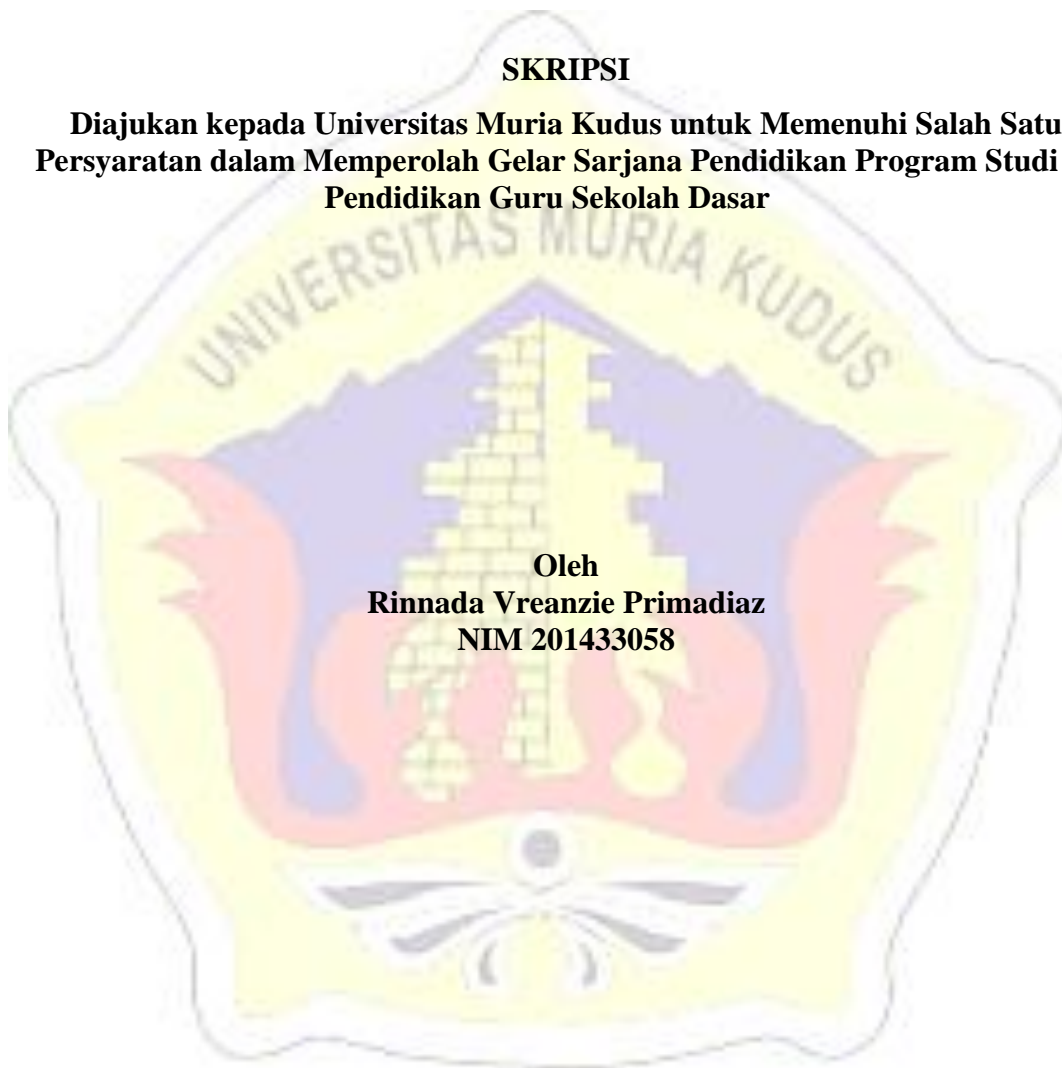 SKRIPSI
Diajukan kepada Universitas Muria Kudus untuk Memenuhi Salah Satu
Persyaratan dalam Memperolah Gelar Sarjana Pendidikan Program Studi
Pendidikan Guru Sekolah Dasar
UNIVERSITAS MURIA KUDUS
Oleh
Rinnada Vreanzie Primadiaz
NIM 201433058